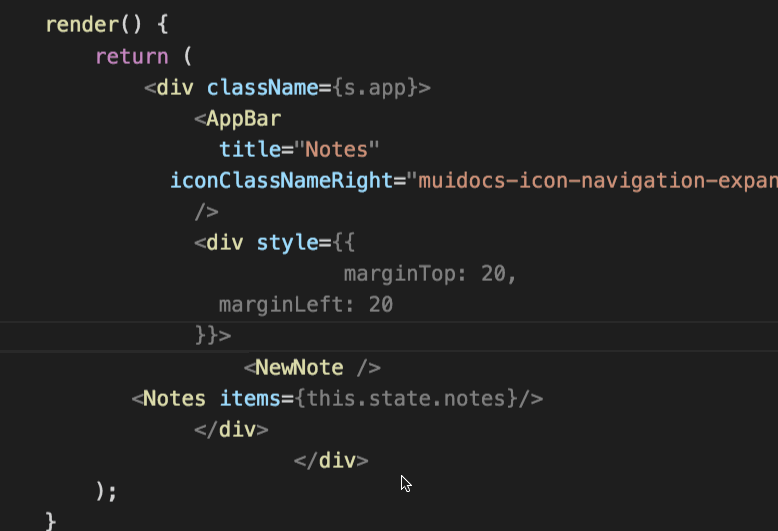 render() {
return (
<div className={s.app}>
<AppBar
title="Notes"
iconClassNameRight="muidocs-icon-navigation-expan
/>
<div style={{
marginTop: 20,
marginLeft: 20
}}>
<NewNote />
<Notes items={this.state.notes}/>
</div>
</div>
);
}